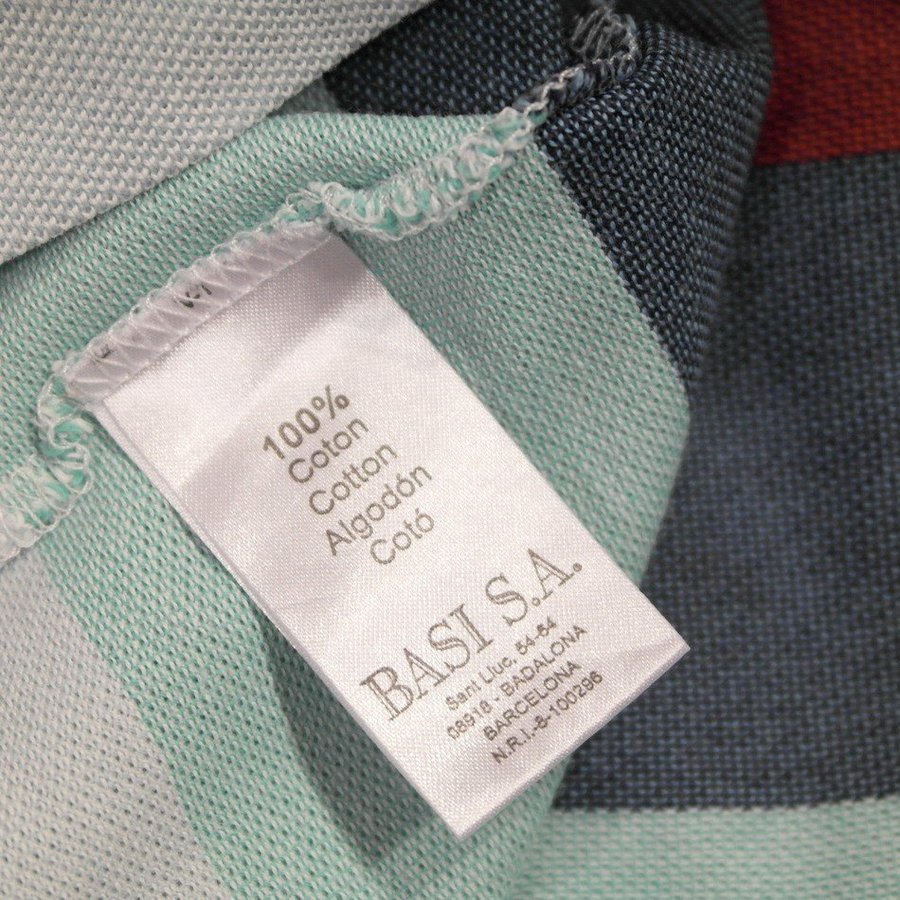 100%
Coton
Cotton
Algodón
Cotó
BASI S.A.
Sant Lluc, 54-64
08918 - BADALONA
BARCELONA
N.R.I.-8-100296